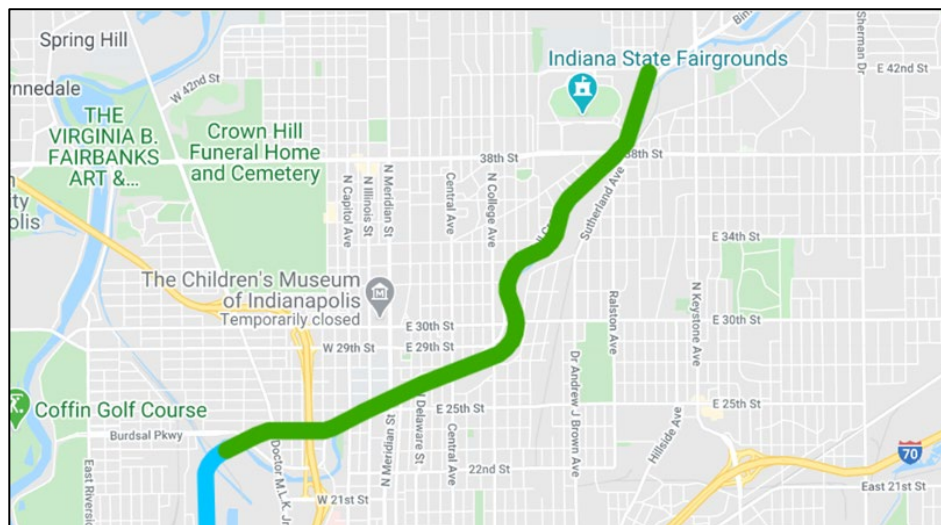 Spring Hill
Indiana State Fairgrounds
Sherman Dr
W 42nd St
E 42nd St
nnedale
THE
VIRGINIA B.
FAIRBANKS
ART &...
Crown Hill
Funeral Home
and Cemetery
38th St
38th St
N Capitol Ave
N Illinois St
N Meridian St
Central Ave
N College Ave
Sutherland Ave
olis
E 34th St
The Children's Museum
of Indianapolis
Temporarily closed
Ralston Ave
N Keystone Ave
E 30th St
E 30th St
W 29th St
E 29th St
Dr Andrew J Brown Ave
Coffin Golf Course
Burdsal Pkwy
N Meridian St
N Delaware St
E 25th St
E 25th St
Central Ave
Hillside Ave
22nd St
70
East Riverside
Doctor M.L.K. Jr
W 21st St
East 21st St